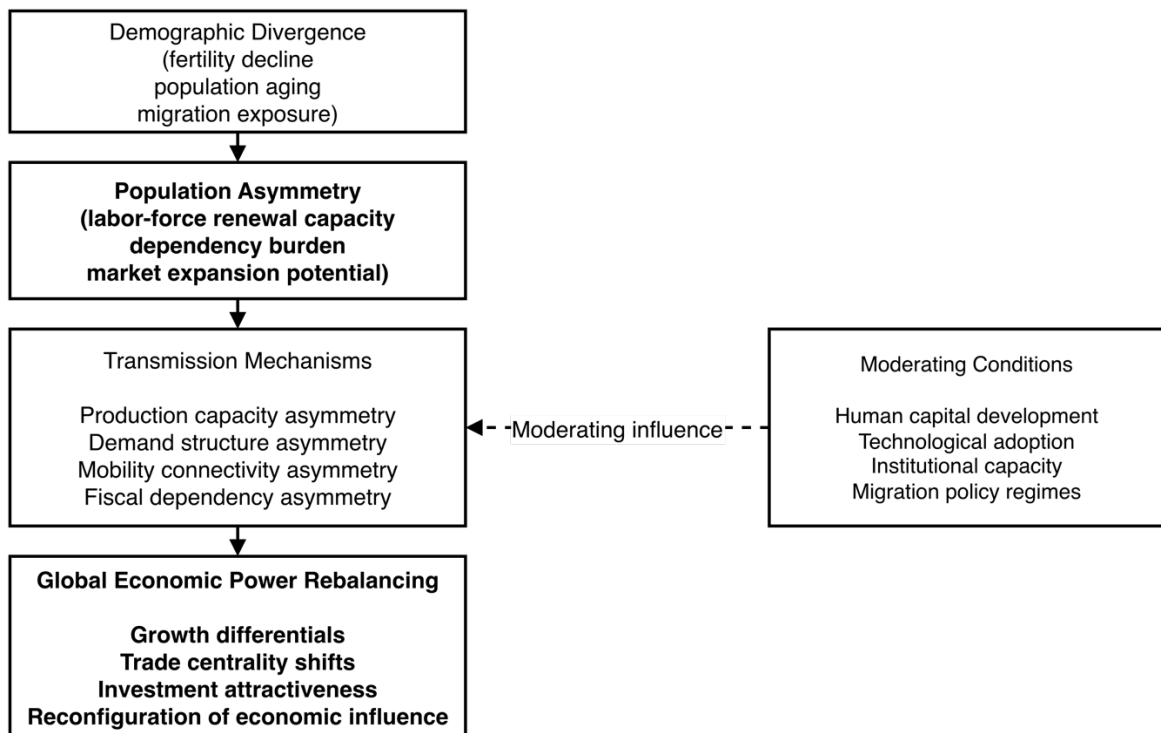 Demographic Divergence
(fertility decline
population aging
migration exposure)
Population Asymmetry
(labor-force renewal capacity
dependency burden
market expansion potential)
Transmission Mechanisms
Production capacity asymmetry
Demand structure asymmetry
Mobility connectivity asymmetry
Fiscal dependency asymmetry
Moderating influence
Moderating Conditions
Human capital development
Technological adoption
Institutional capacity
Migration policy regimes
Global Economic Power Rebalancing
Growth differentials
Trade centrality shifts
Investment attractiveness
Reconfiguration of economic influence